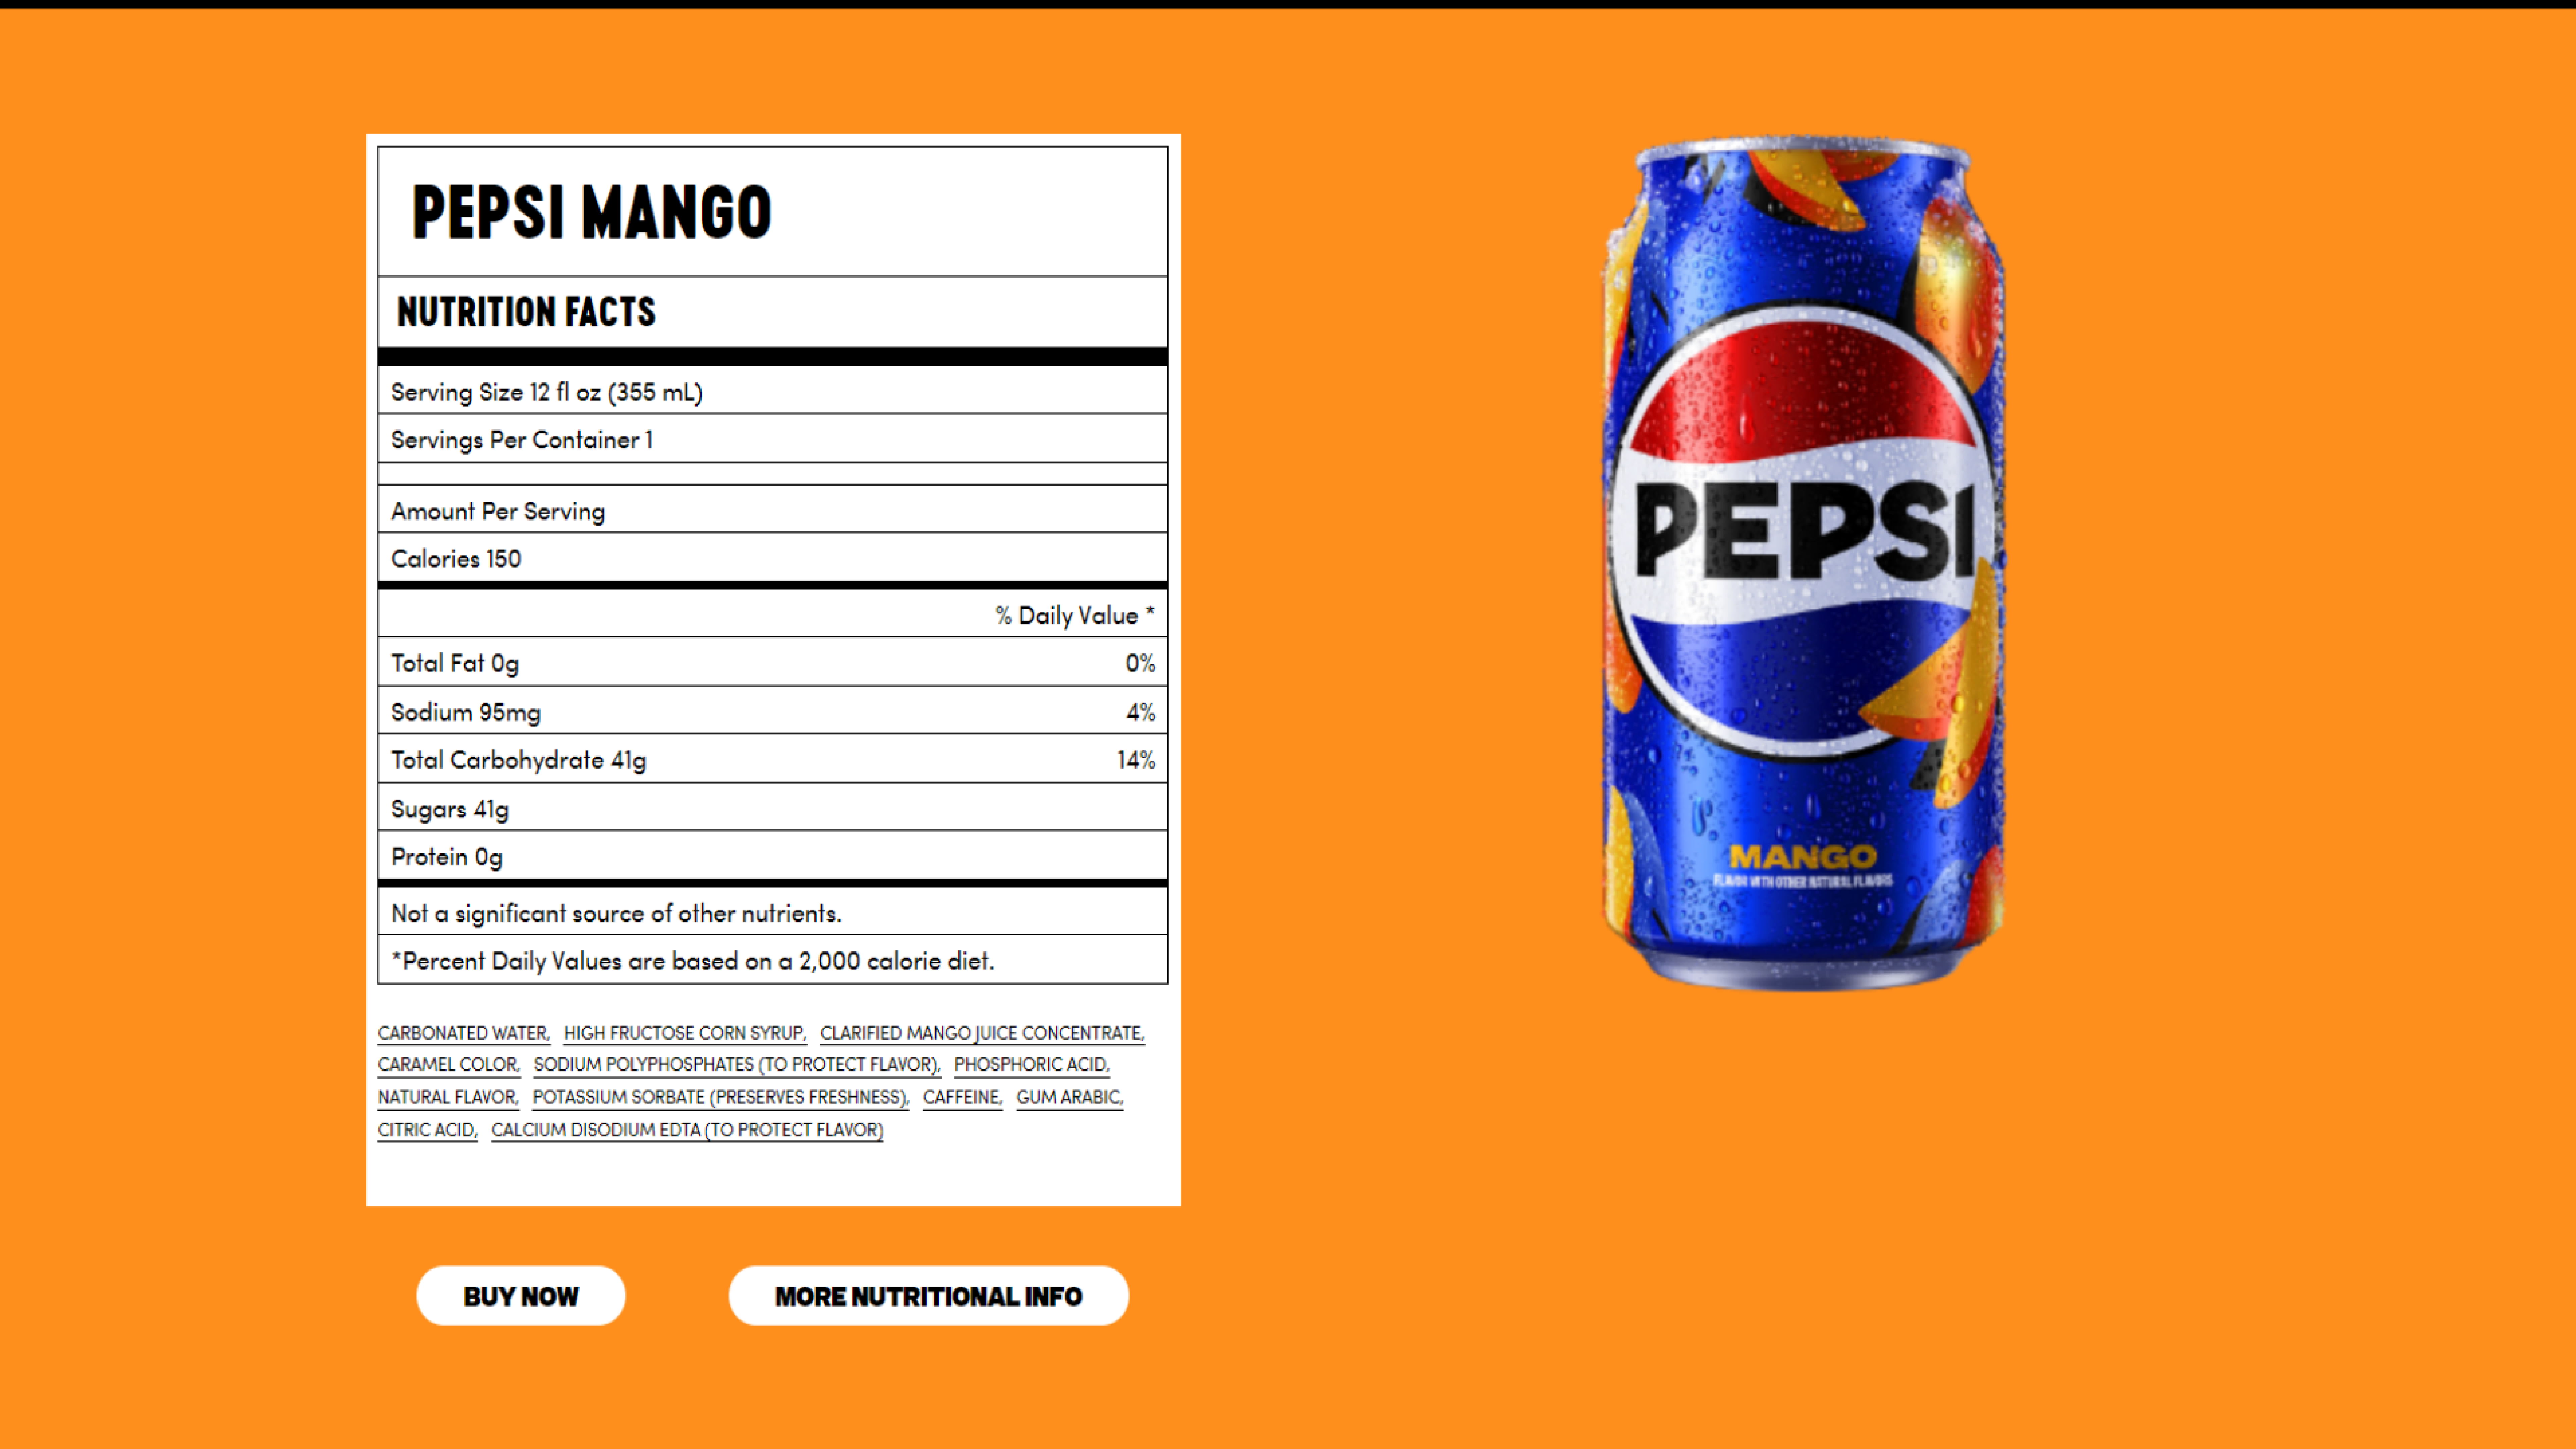 PEPSI MANGO
NUTRITION FACTS
Serving Size 12 fl oz (355 mL)
Servings Per Container 1
Amount Per Serving
Calories 150
% Daily Value *
Total Fat 0g 0%
Sodium 95mg 4%
Total Carbohydrate 41g 14%
Sugars 41g
Protein 0g
Not a significant source of other nutrients.
*Percent Daily Values are based on a 2,000 calorie diet.
CARBONATED WATER, HIGH FRUCTOSE CORN SYRUP, CLARIFIED MANGO JUICE CONCENTRATE,
CARAMEL COLOR, SODIUM POLYPHOSPHATES (TO PROTECT FLAVOR), PHOSPHORIC ACID,
NATURAL FLAVOR, POTASSIUM SORBATE (PRESERVES FRESHNESS), CAFFEINE, GUM ARABIC,
CITRIC ACID, CALCIUM DISODIUM EDTA (TO PROTECT FLAVOR)
BUY NOW
MORE NUTRITIONAL INFO
PEPSI
MANGO
FLAVOR WITH OTHER NATURAL FLAVORS